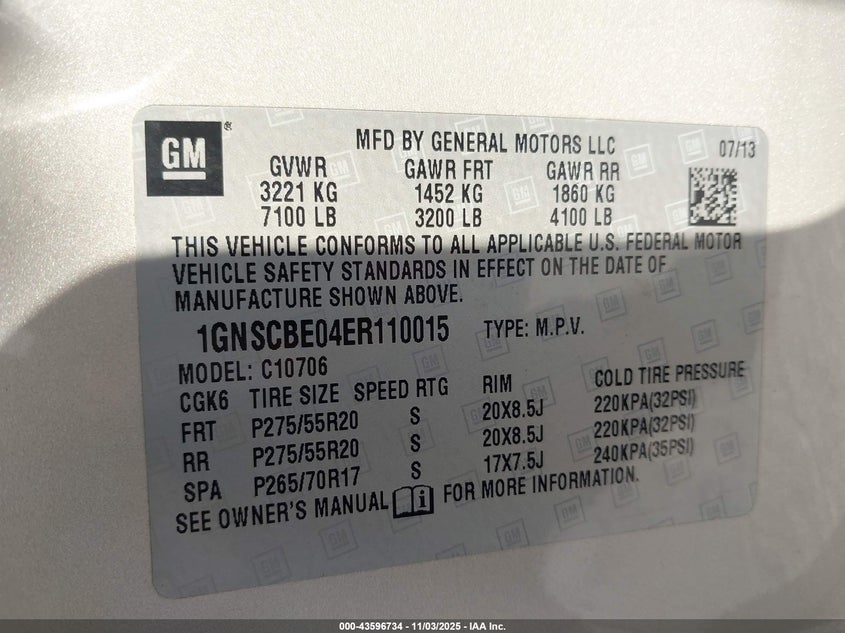 GM®
MFD BY GENERAL MOTORS LLC 07/13
GVWR GAWR FRT GAWR RR
3221 KG 1452 KG 1860 KG
7100 LB 3200 LB 4100 LB
THIS VEHICLE CONFORMS TO ALL APPLICABLE U.S. FEDERAL MOTOR
VEHICLE SAFETY STANDARDS IN EFFECT ON THE DATE OF
MANUFACTURE SHOWN ABOVE.
1GNSCBE04ER110015 TYPE: M.P.V.
MODEL: C10706
CGK6 TIRE SIZE SPEED RTG RIM COLD TIRE PRESSURE
FRT P275/55R20 S 20X8.5J 220KPA(32PSI)
RR P275/55R20 S 20X8.5J 220KPA(32PSI)
SPA P265/70R17 S 17X7.5J 240KPA(35PSI)
SEE OWNER'S MANUAL FOR MORE INFORMATION.
000-43596734 - 11/03/2025 - IAA Inc.